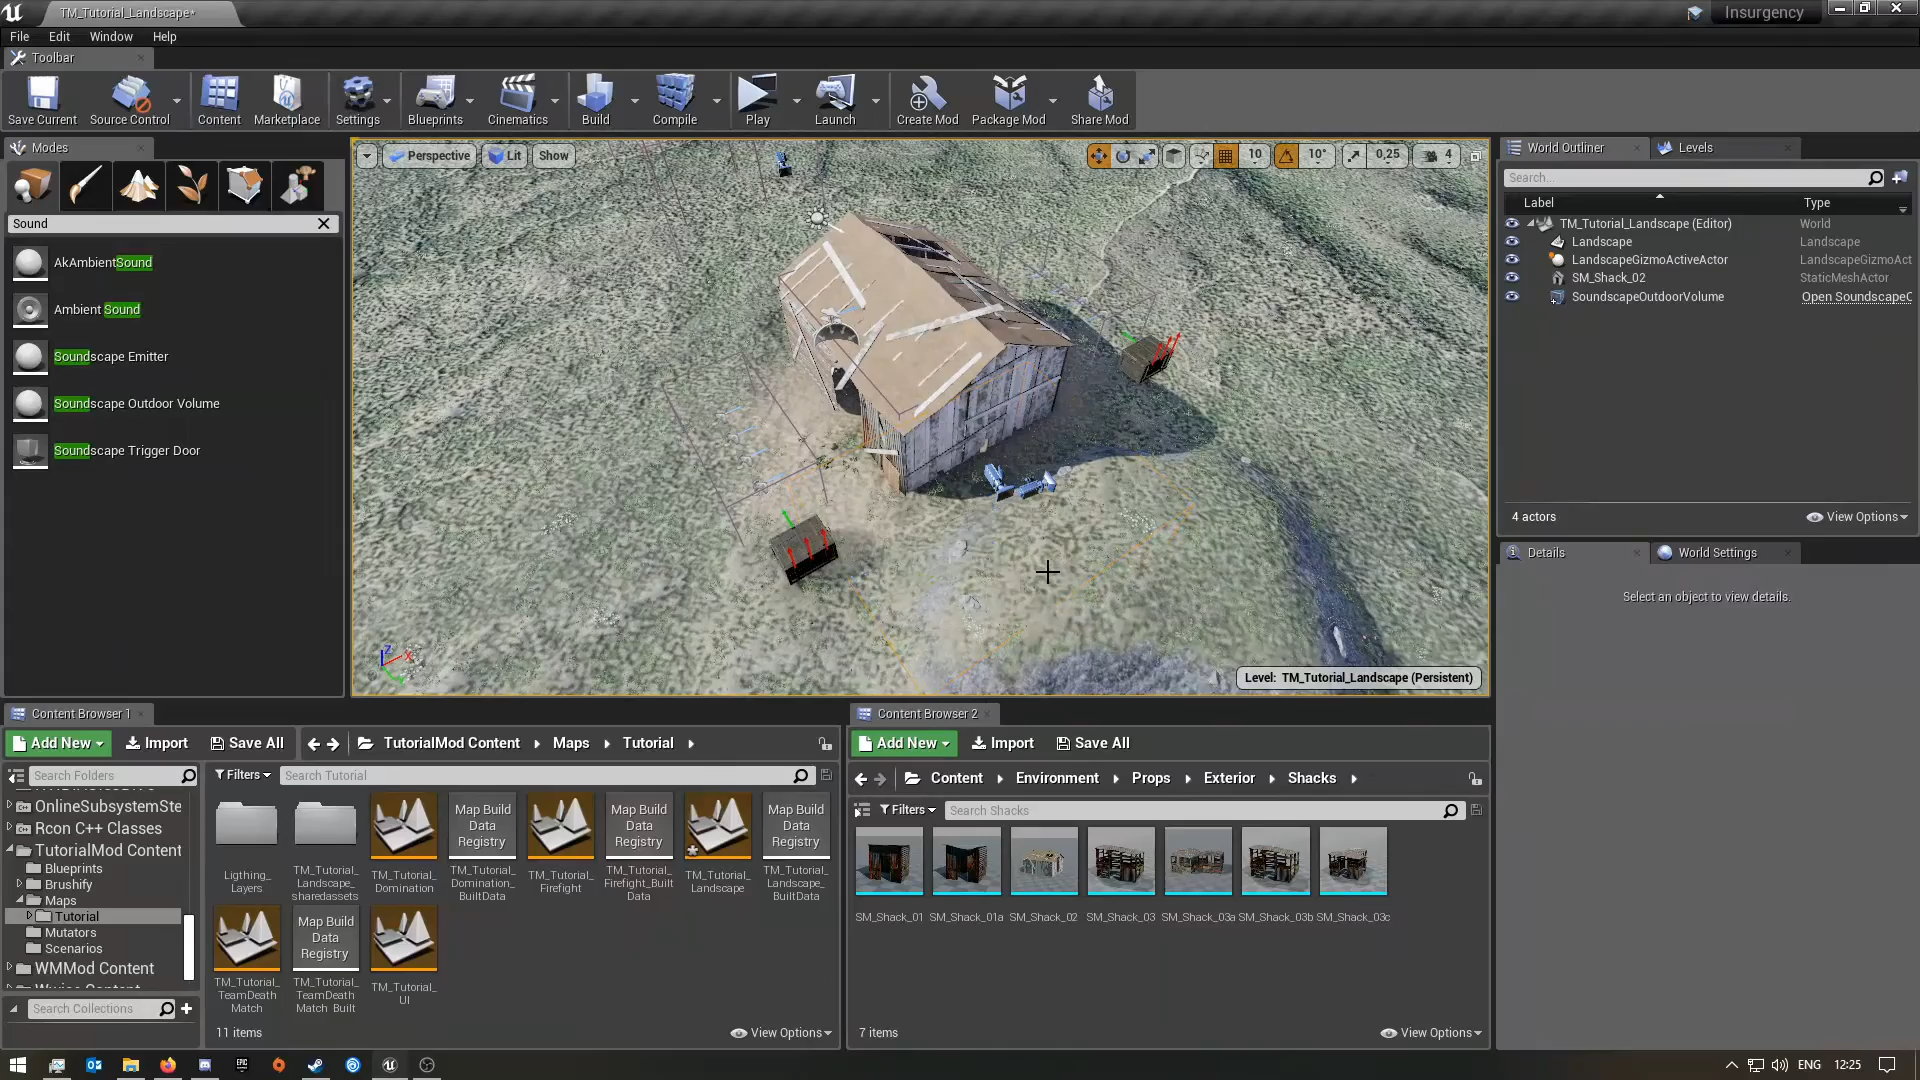 TM_Tutorial_Landscape*
Insurgency
File Edit Window Help
Toolbar
Save Current
Source Control
Content
Marketplace
Settings
Blueprints
Cinematics
Build
Compile
Play
Launch
Create Mod
Package Mod
Share Mod
Modes
Sound
AkAmbientSound
Ambient Sound
Soundscape Emitter
Soundscape Outdoor Volume
Soundscape Trigger Door
Perspective
Lit
Show
10
10°
0,25
4
Z
X
Level: TM_Tutorial_Landscape (Persistent)
World Outliner
Levels
Search...
Label
Type
TM_Tutorial_Landscape (Editor) World
Landscape Landscape
LandscapeGizmoActiveActor LandscapeGizmoAct
SM_Shack_02 StaticMeshActor
SoundscapeOutdoorVolume Open SoundscapeO
4 actors
View Options
Details
World Settings
Select an object to view details.
Content Browser 1
Add New
Import
Save All
TutorialMod Content
Maps
Tutorial
Search Folders
Filters
Search Tutorial
OnlineSubsystemSte
Rcon C++ Classes
TutorialMod Content
Blueprints
Brushify
Maps
Tutorial
Mutators
Scenarios
WMMod Content
Search Collections
Map Build
Data
Registry
Map Build
Data
Registry
Map Build
Data
Registry
Ligthing_
Layers
TM_Tutorial_
Landscape_
sharedassets
TM_Tutorial_
Domination
TM_Tutorial_
Domination_
BuiltData
TM_Tutorial_
Firefight
TM_Tutorial_
Firefight_Built
Data
TM_Tutorial_
Landscape
TM_Tutorial_
Landscape_
BuiltData
Map Build
Data
Registry
TM_Tutorial_
TeamDeath
Match
TM_Tutorial_
TeamDeath
Match_Built
TM_Tutorial_
UI
11 items
View Options
Content Browser 2
Add New
Import
Save All
Content
Environment
Props
Exterior
Shacks
Filters
Search Shacks
SM_Shack_01
SM_Shack_01a
SM_Shack_02
SM_Shack_03
SM_Shack_03a
SM_Shack_03b
SM_Shack_03c
7 items
View Options
EPIC
ENG
12:25